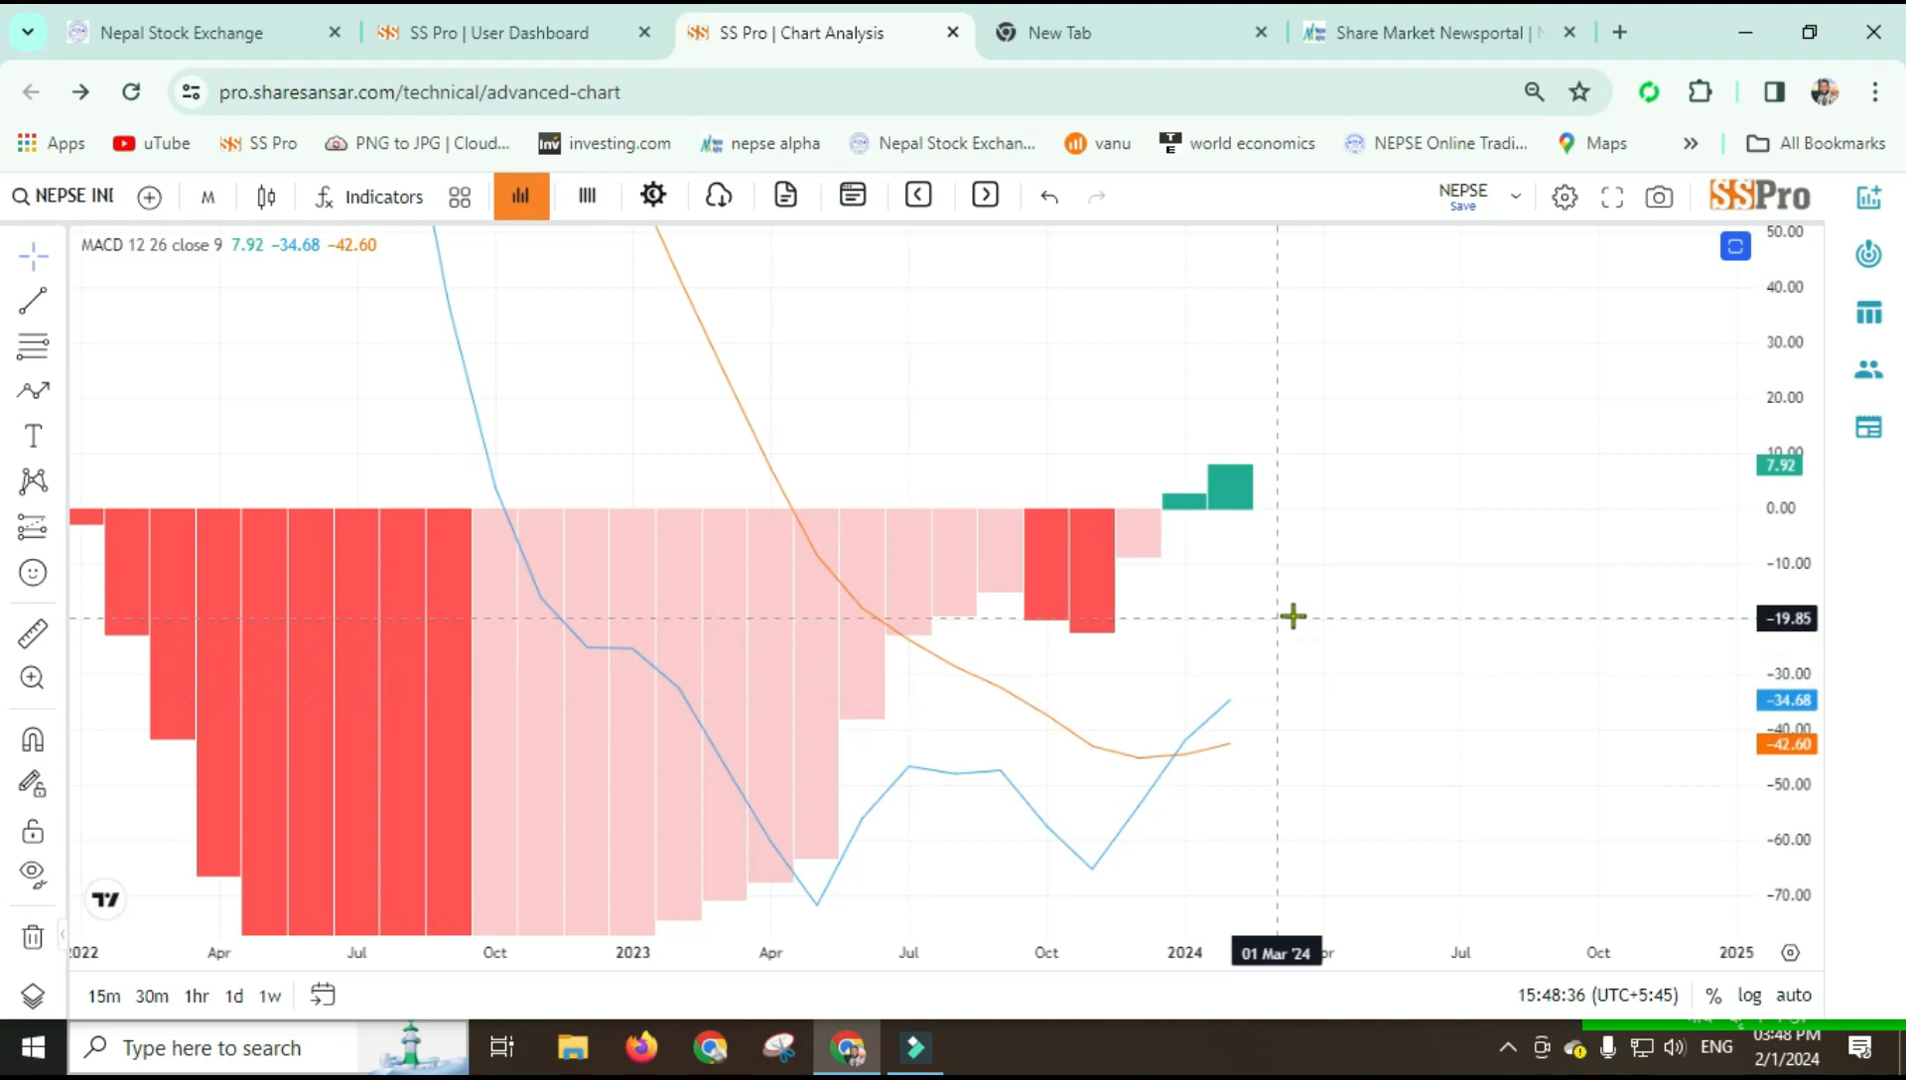 Nepal Stock Exchange
SS Pro | User Dashboard
SS Pro | Chart Analysis
New Tab
Share Market Newsportal |
pro.sharesansar.com/technical/advanced-chart
Apps
uTube
SS Pro
PNG to JPG | Cloud...
Inv investing.com
nepse alpha
Nepal Stock Exchan...
vanu
T E world economics
NEPSE Online Tradi...
Maps
All Bookmarks
NEPSE INI
M
Indicators
NEPSE
Save
SSPro
MACD 12 26 close 9 7.92 −34.68 −42.60
50.00
40.00
30.00
20.00
10.00
7.92
0.00
−10.00
−19.85
−30.00
−34.68
−40.00
−42.60
−50.00
−60.00
−70.00
2022 Apr Jul Oct 2023 Apr Jul Oct 2024 01 Mar '24 Jul Oct 2025
15m 30m 1hr 1d 1w
15:48:36 (UTC+5:45) % log auto
Type here to search
ENG
03:48 PM
2/1/2024